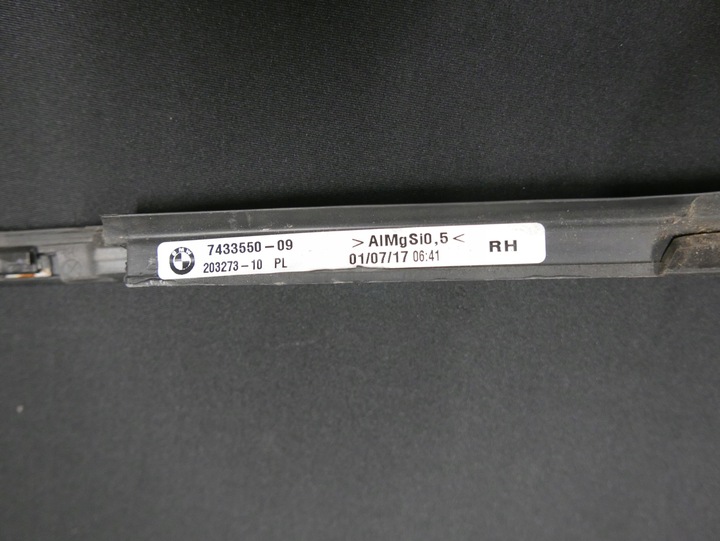 7433550-09 >AlMgSi0,5< RH
203273-10 PL 01/07/17 06:41